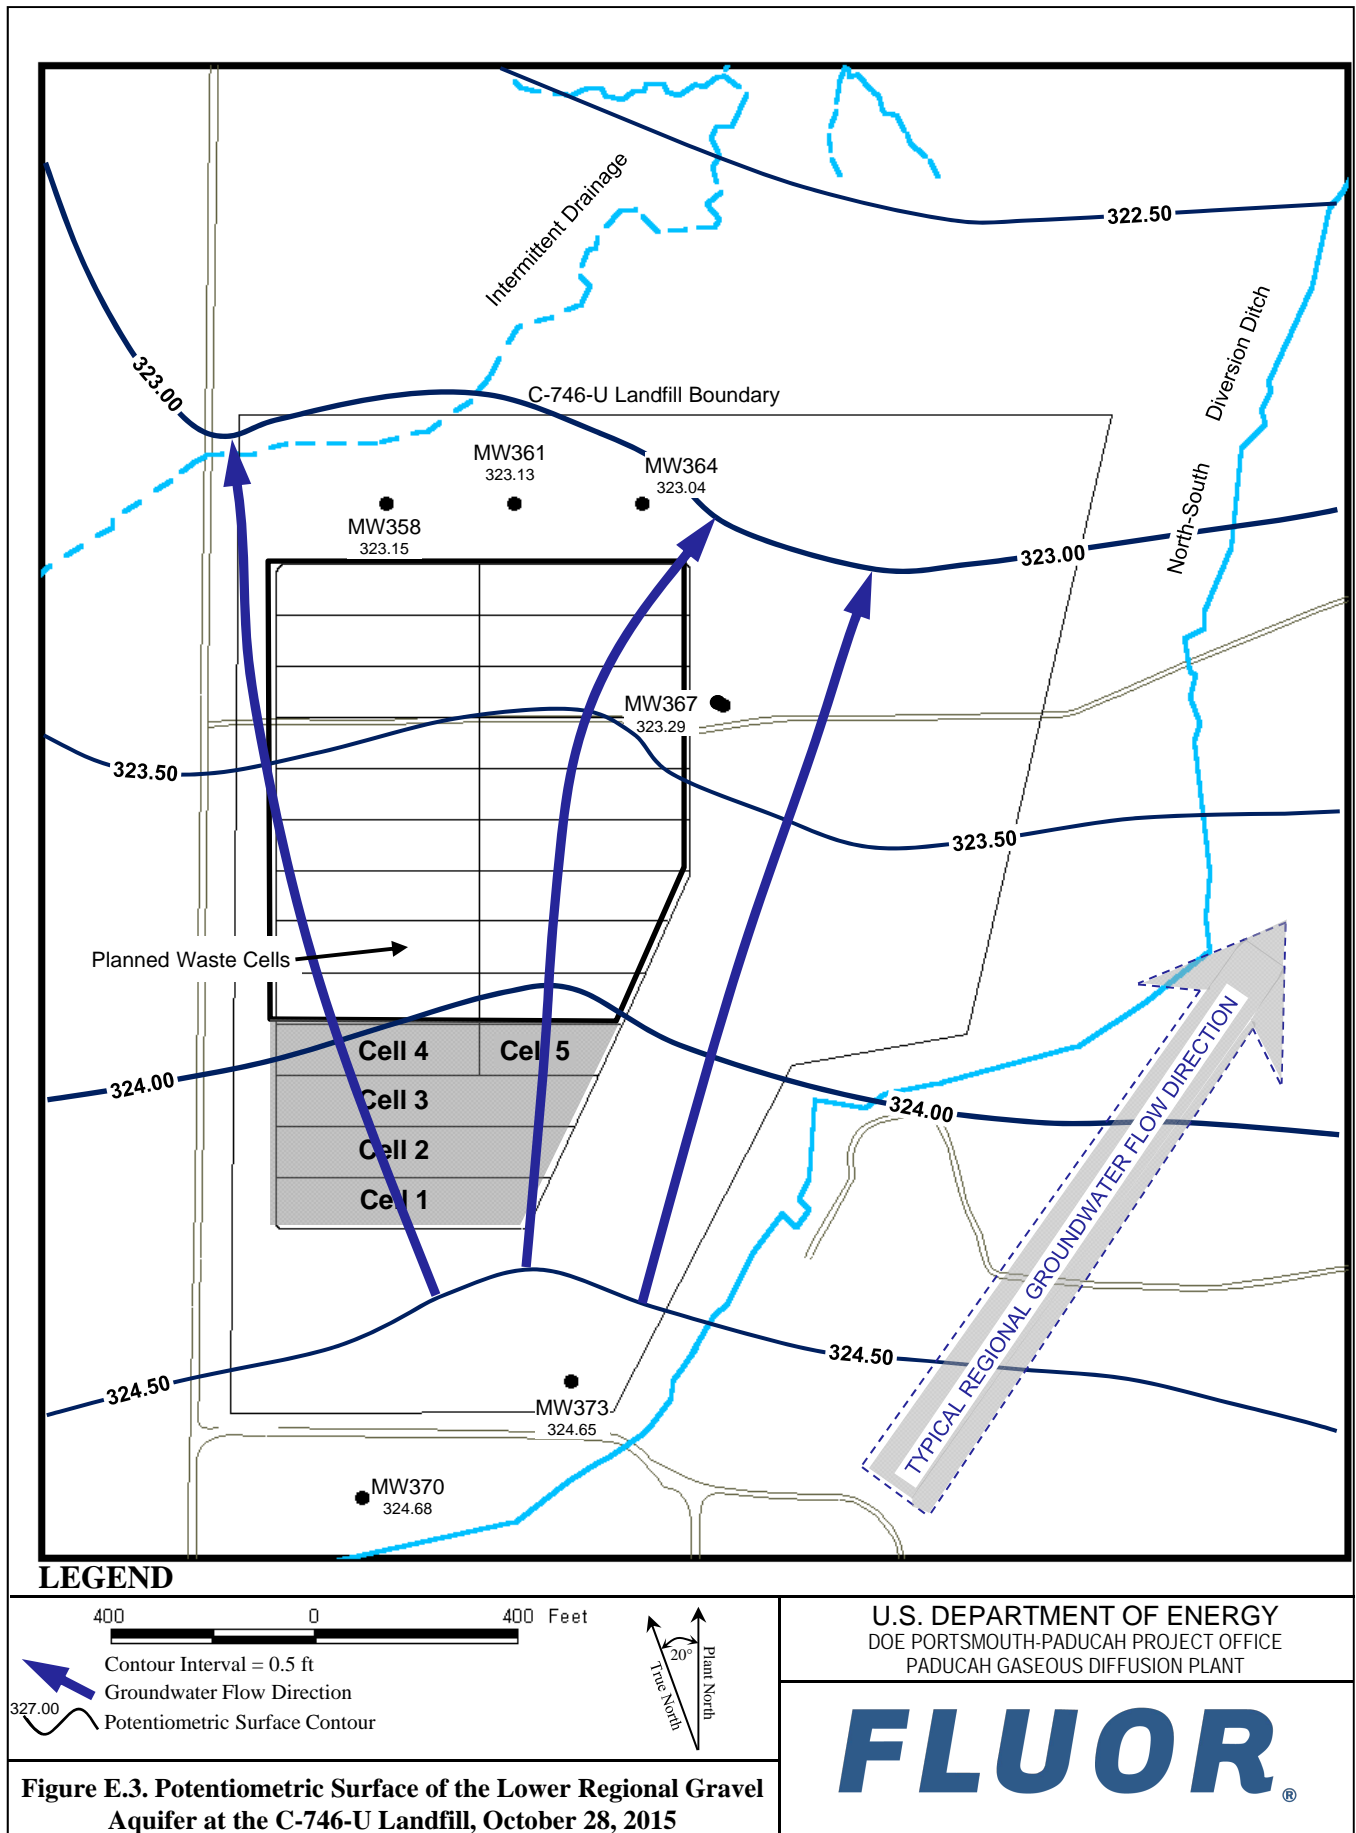 322.50
Intermittent Drainage
Diversion Ditch
North-South
323.00
C-746-U Landfill Boundary
MW361
323.13
MW364
323.04
MW358
323.15
323.00
MW367
323.29
323.50
323.50
Planned Waste Cells
Cell 4
Cell 5
324.00
Cell 3
324.00
Cell 2
Cell 1
TYPICAL REGIONAL GROUNDWATER FLOW DIRECTION
324.50
324.50
MW373
324.65
MW370
324.68
LEGEND
400 0 400 Feet
Contour Interval = 0.5 ft
Groundwater Flow Direction
327.00
Potentiometric Surface Contour
20°
True North
Plant North
U.S. DEPARTMENT OF ENERGY
DOE PORTSMOUTH-PADUCAH PROJECT OFFICE
PADUCAH GASEOUS DIFFUSION PLANT
FLUOR®
Figure E.3. Potentiometric Surface of the Lower Regional Gravel
Aquifer at the C-746-U Landfill, October 28, 2015